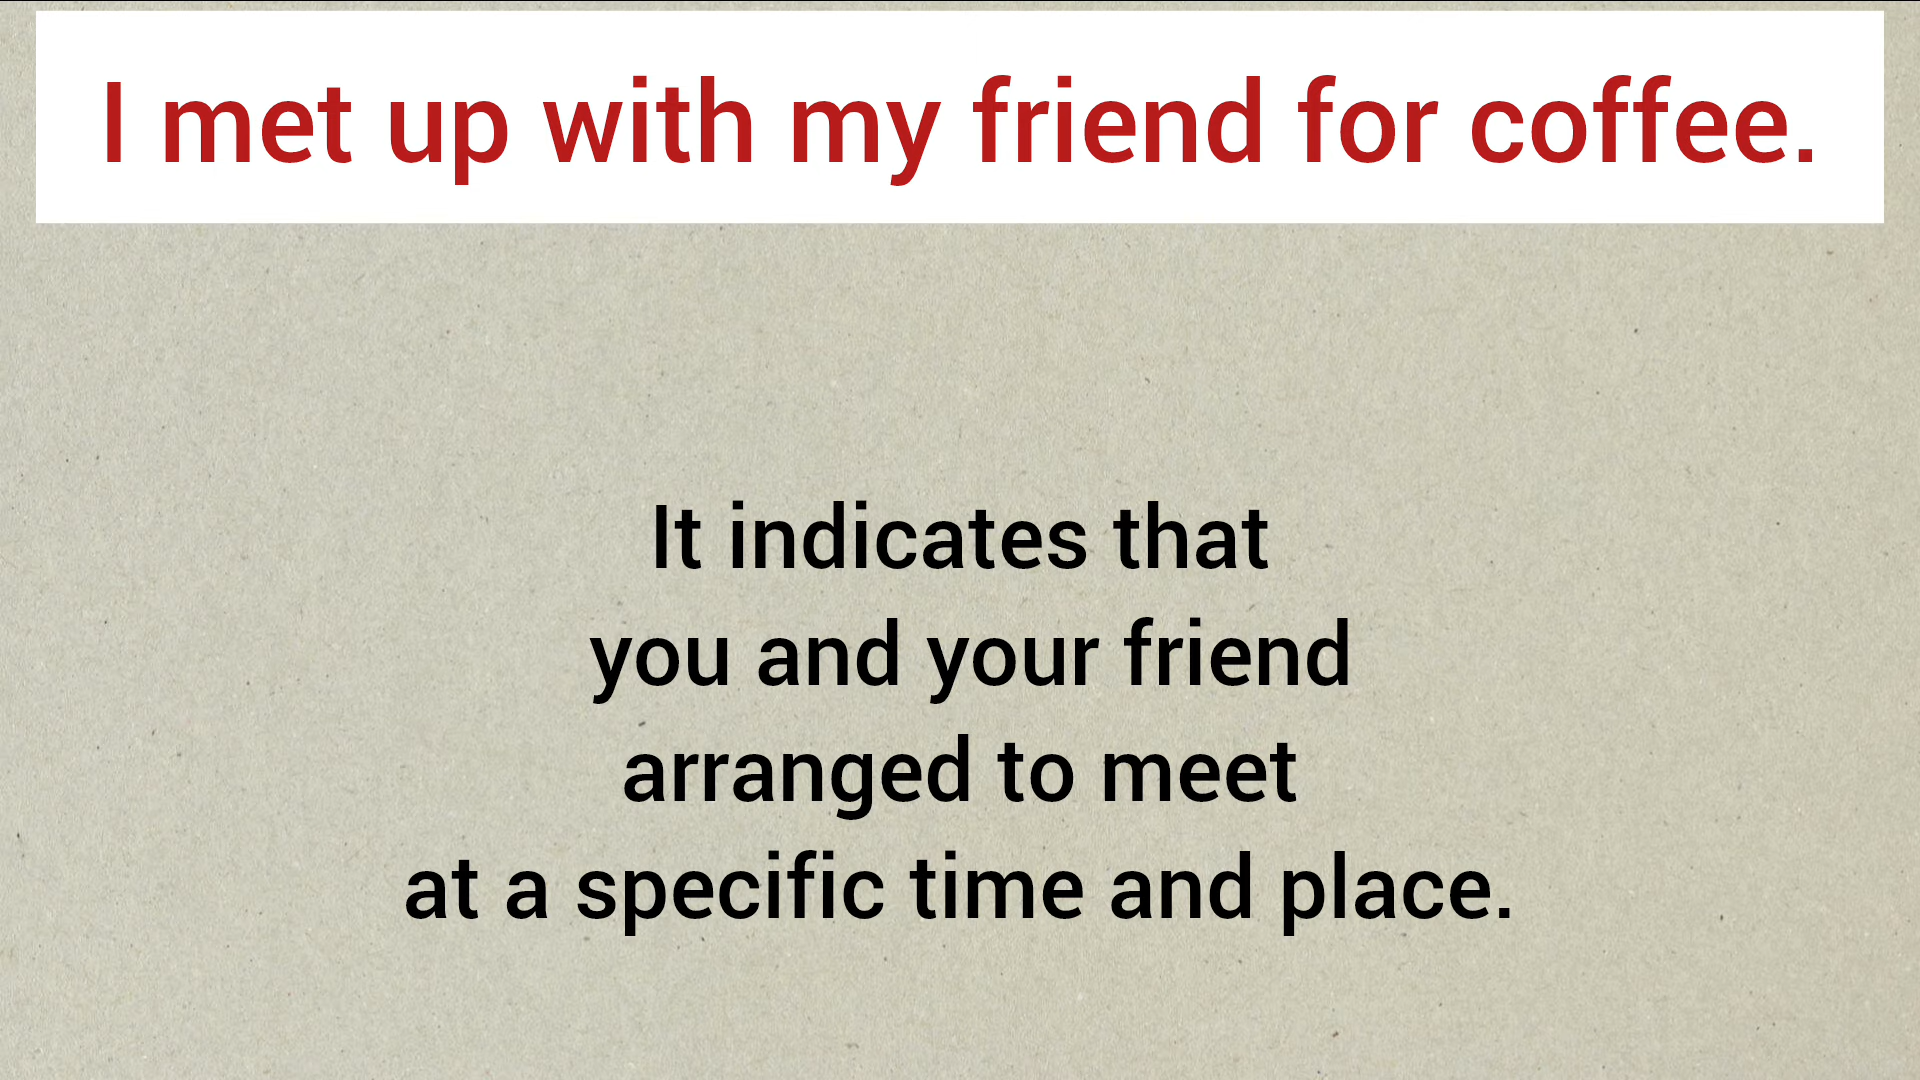 I met up with my friend for coffee.
It indicates that
you and your friend
arranged to meet
at a specific time and place.